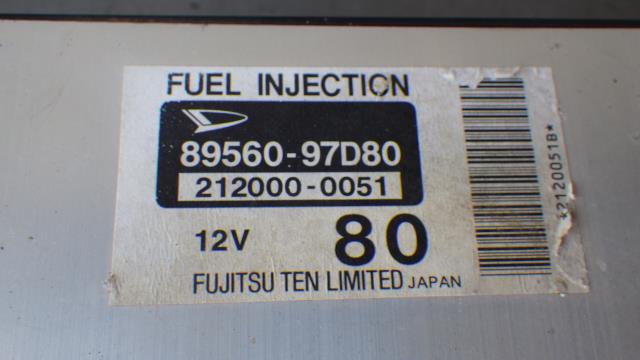 FUEL INJECTION
89560-97D80
212000-0051
12V 80
FUJITSU TEN LIMITED JAPAN
*2120051B*